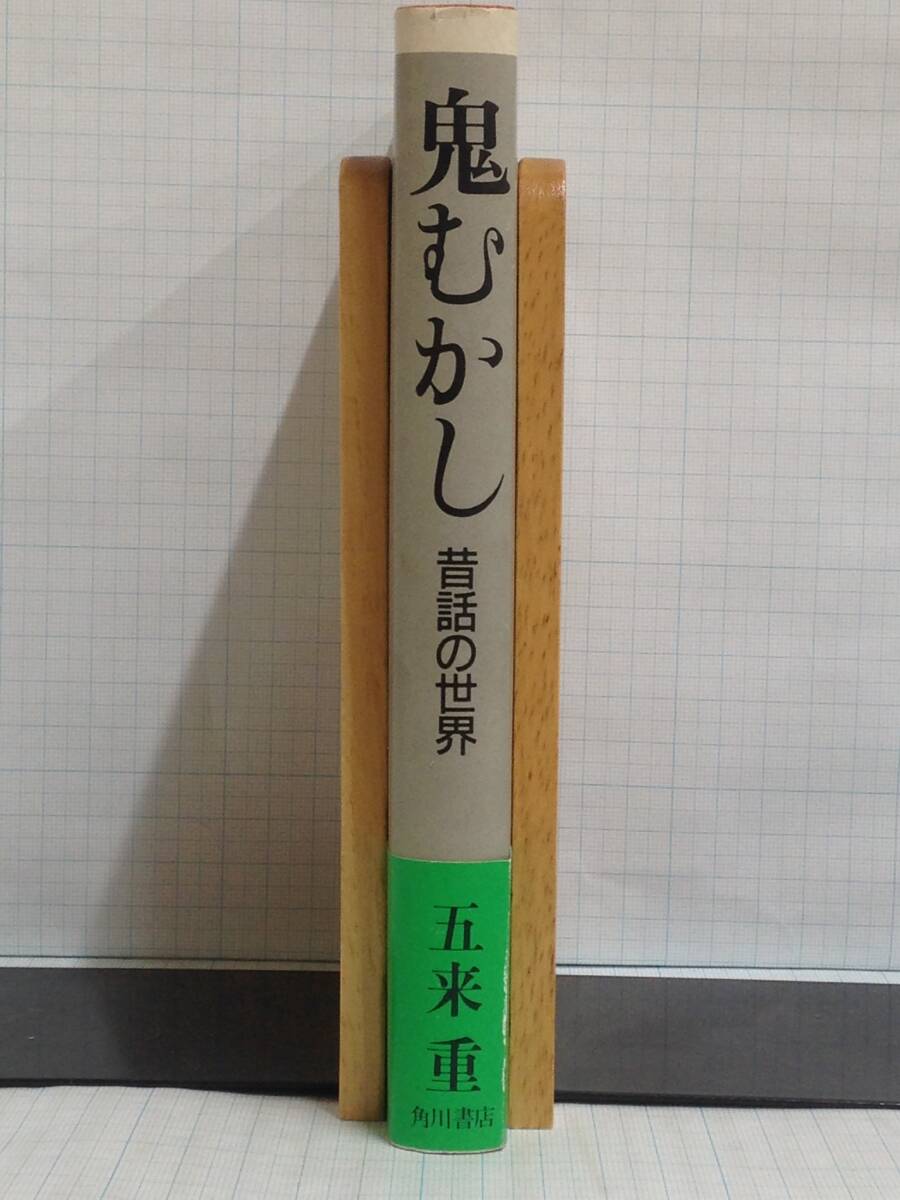 鬼むかし
昔話の世界
五来重
角川書店